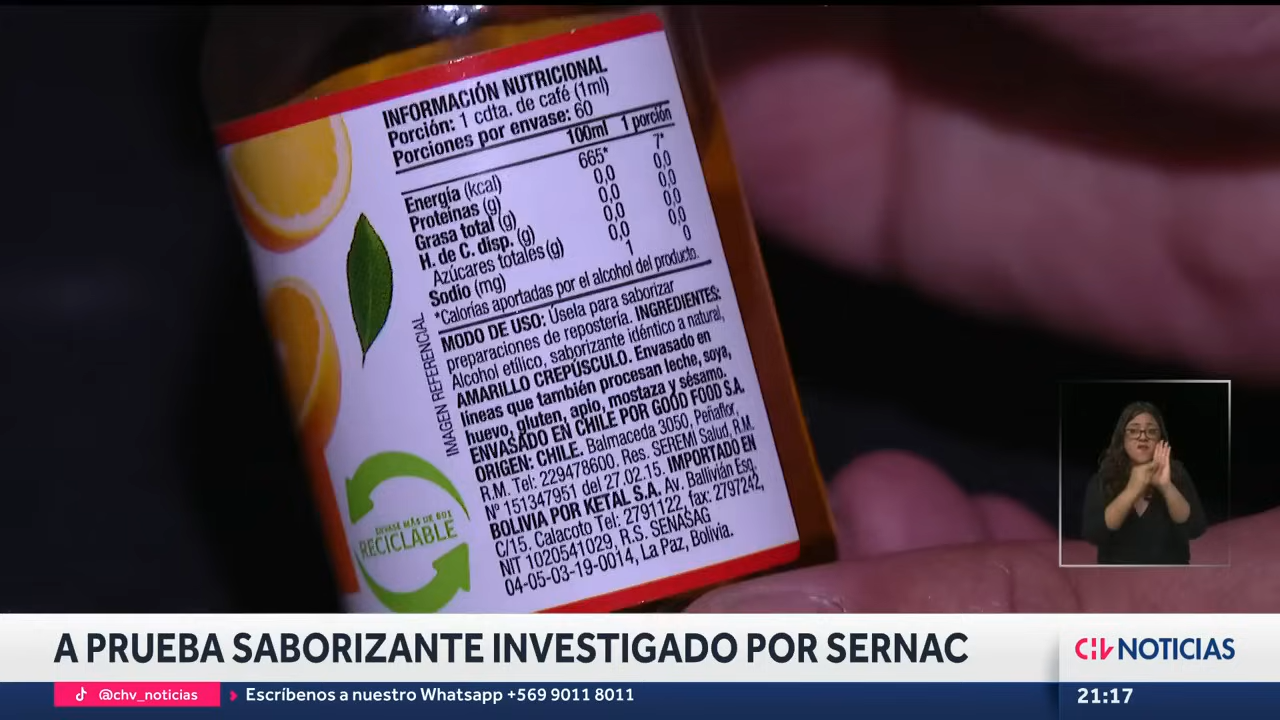 INFORMACIÓN NUTRICIONAL
Porción: 1 cdta. de café (1ml)
Porciones por envase: 60
100ml 1 porción
Energía (kcal) 665* 7*
Proteínas (g) 0,0 0,0
Grasa total (g) 0,0 0,0
H. de C. disp. (g) 0,0 0,0
Azúcares totales (g) 0,0 0,0
Sodio (mg) 1 0
*Calorías aportadas por el alcohol del producto.
MODO DE USO: Úsela para saborizar
preparaciones de repostería. INGREDIENTES:
Alcohol etílico, saborizante idéntico a natural,
AMARILLO CREPÚSCULO. Envasado en
líneas que también procesan leche, soya,
huevo, gluten, apio, mostaza y sésamo.
ENVASADO EN CHILE POR GOOD FOOD S.A.
ORIGEN: CHILE. Balmaceda 3050, Peñaflor,
R.M. Tel: 229478600. Res. SEREMI Salud, R.M.
N° 151347951 del 27.02.15. IMPORTADO EN
BOLIVIA POR KETAL S.A. Av. Ballivián Esq.
C/15. Calacoto Tel: 2791122, fax: 2797242,
NIT 1020541029, R.S. SENASAG
04-05-03-19-0014, La Paz, Bolivia.
IMAGEN REFERENCIAL
ENVASE MÁS DE 80%
RECICLABLE
A PRUEBA SABORIZANTE INVESTIGADO POR SERNAC
CHV NOTICIAS
@chv_noticias
Escríbenos a nuestro Whatsapp +569 9011 8011
21:17